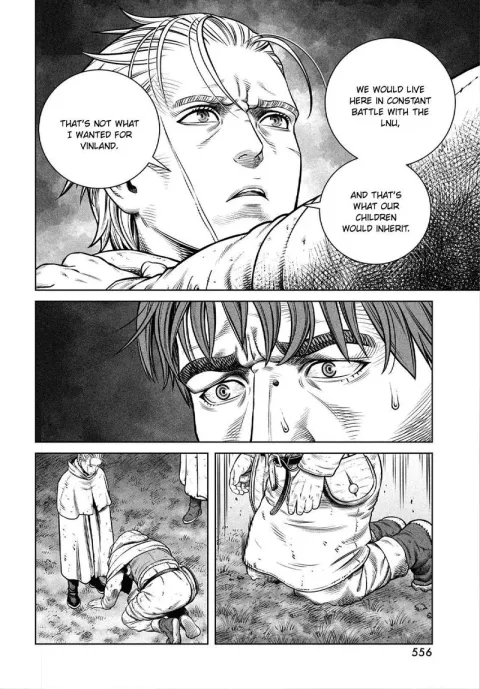 WE WOULD LIVE
HERE IN CONSTANT
BATTLE WITH THE
LNU,
AND THAT'S
WHAT OUR
CHILDREN
WOULD INHERIT.
THAT'S NOT WHAT
I WANTED FOR
VINLAND.
556